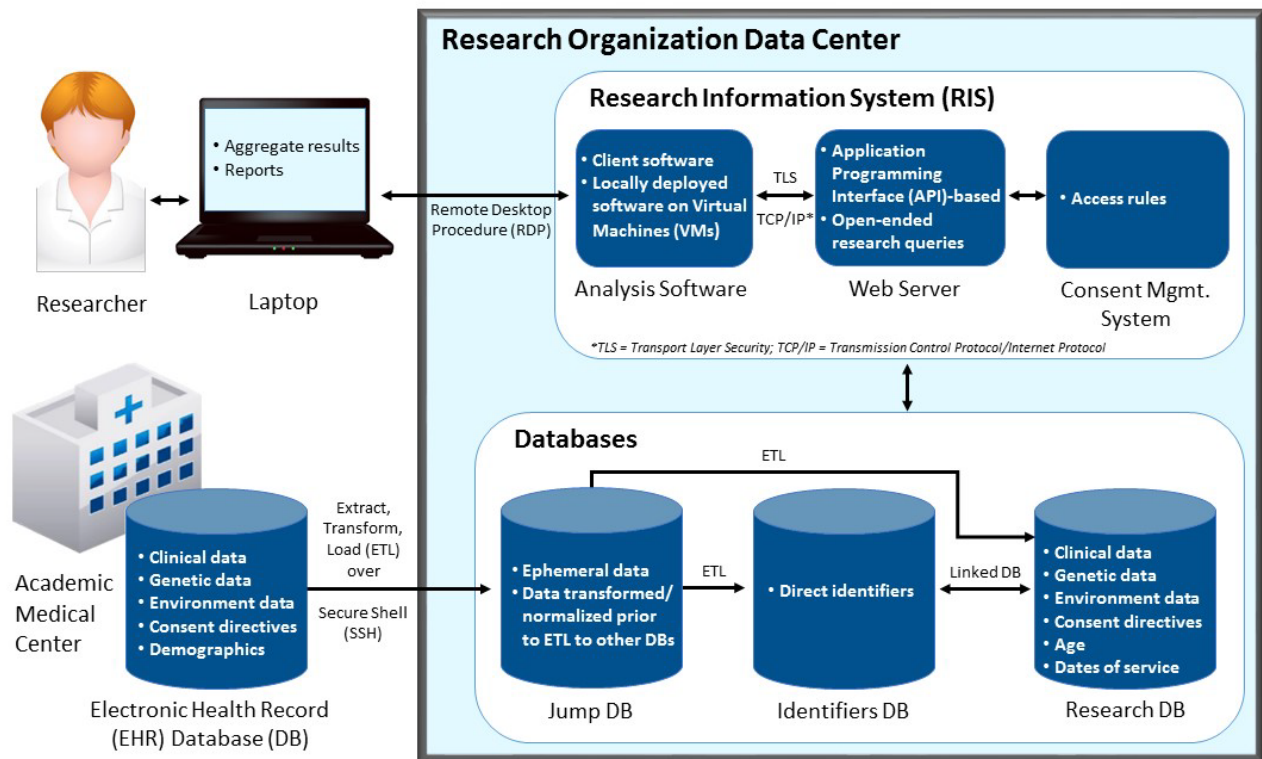 Research Organization Data Center
Research Information System (RIS)
• Aggregate results
• Reports
Remote Desktop
Procedure (RDP)
• Client software
• Locally deployed
software on Virtual
Machines (VMs)
TLS
TCP/IP*
• Application
Programming
Interface (API)-based
• Open-ended
research queries
• Access rules
Researcher
Laptop
Analysis Software
Web Server
Consent Mgmt.
System
*TLS = Transport Layer Security; TCP/IP = Transmission Control Protocol/Internet Protocol
Databases
ETL
Academic
Medical
Center
• Clinical data
• Genetic data
• Environment data
• Consent directives
• Demographics
Extract,
Transform,
Load (ETL)
over
Secure Shell
(SSH)
• Ephemeral data
• Data transformed/
normalized prior
to ETL to other DBs
ETL
• Direct identifiers
Linked DB
• Clinical data
• Genetic data
• Environment data
• Consent directives
• Age
• Dates of service
Electronic Health Record
(EHR) Database (DB)
Jump DB
Identifiers DB
Research DB